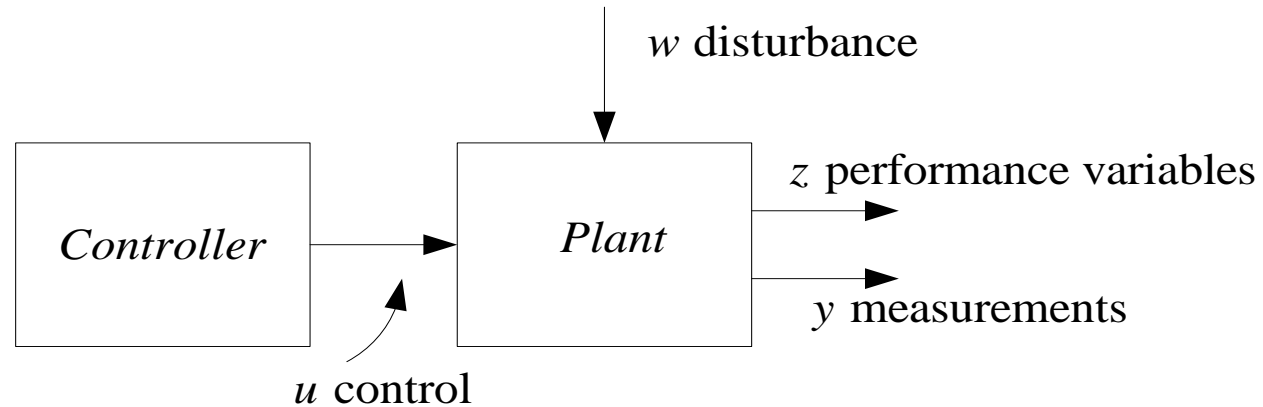 w disturbance
z performance variables
Controller
Plant
y measurements
u control